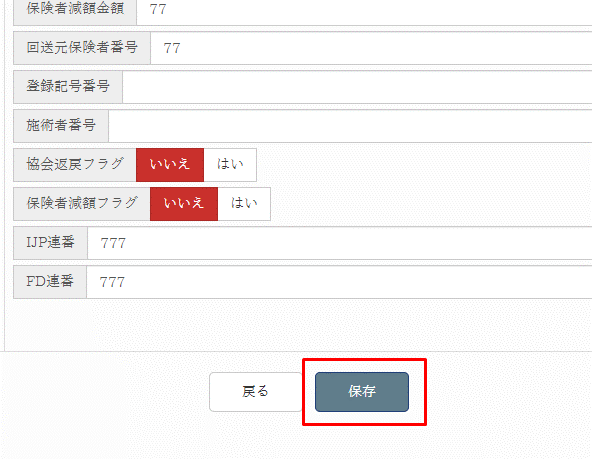 保険者減額金額 77
回送元保険者番号 77
登録記号番号
施術者番号
協会返戻フラグ いいえ はい
保険者減額フラグ いいえ はい
IJP連番 777
FD連番 777
戻る 保存